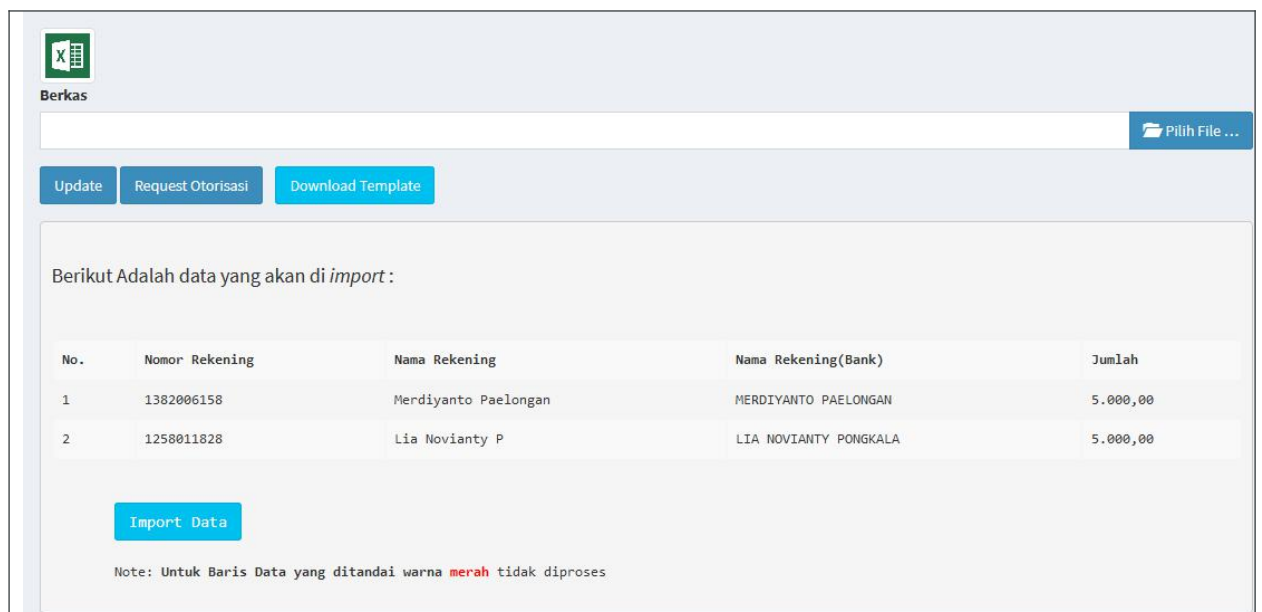 Berkas
Pilih File ...
Update Request Otorisasi Download Template
Berikut Adalah data yang akan di import :
No. Nomor Rekening Nama Rekening Nama Rekening(Bank) Jumlah
1 1382006158 Merdiyanto Paelongan MERDIYANTO PAELONGAN 5.000,00
2 1258011828 Lia Novianty P LIA NOVIANTY PONGKALA 5.000,00
Import Data
Note: Untuk Baris Data yang ditandai warna merah tidak diproses